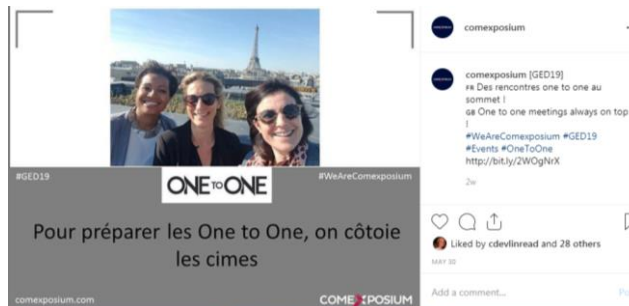 #GED19
ONE TO ONE
#WeAreComexposium
Pour préparer les One to One, on côtoie
les cimes
comexposium.com
COMEXPOSIUM
comexposium
comexposium [GED19]
FR Des rencontres one to one au
sommet !
GB One to one meetings always on top
!
#WeAreComexposium #GED19
#Events #OneToOne
http://bit.ly/2WOgNrX
2w
Liked by cdevlinread and 28 others
MAY 30
Add a comment...